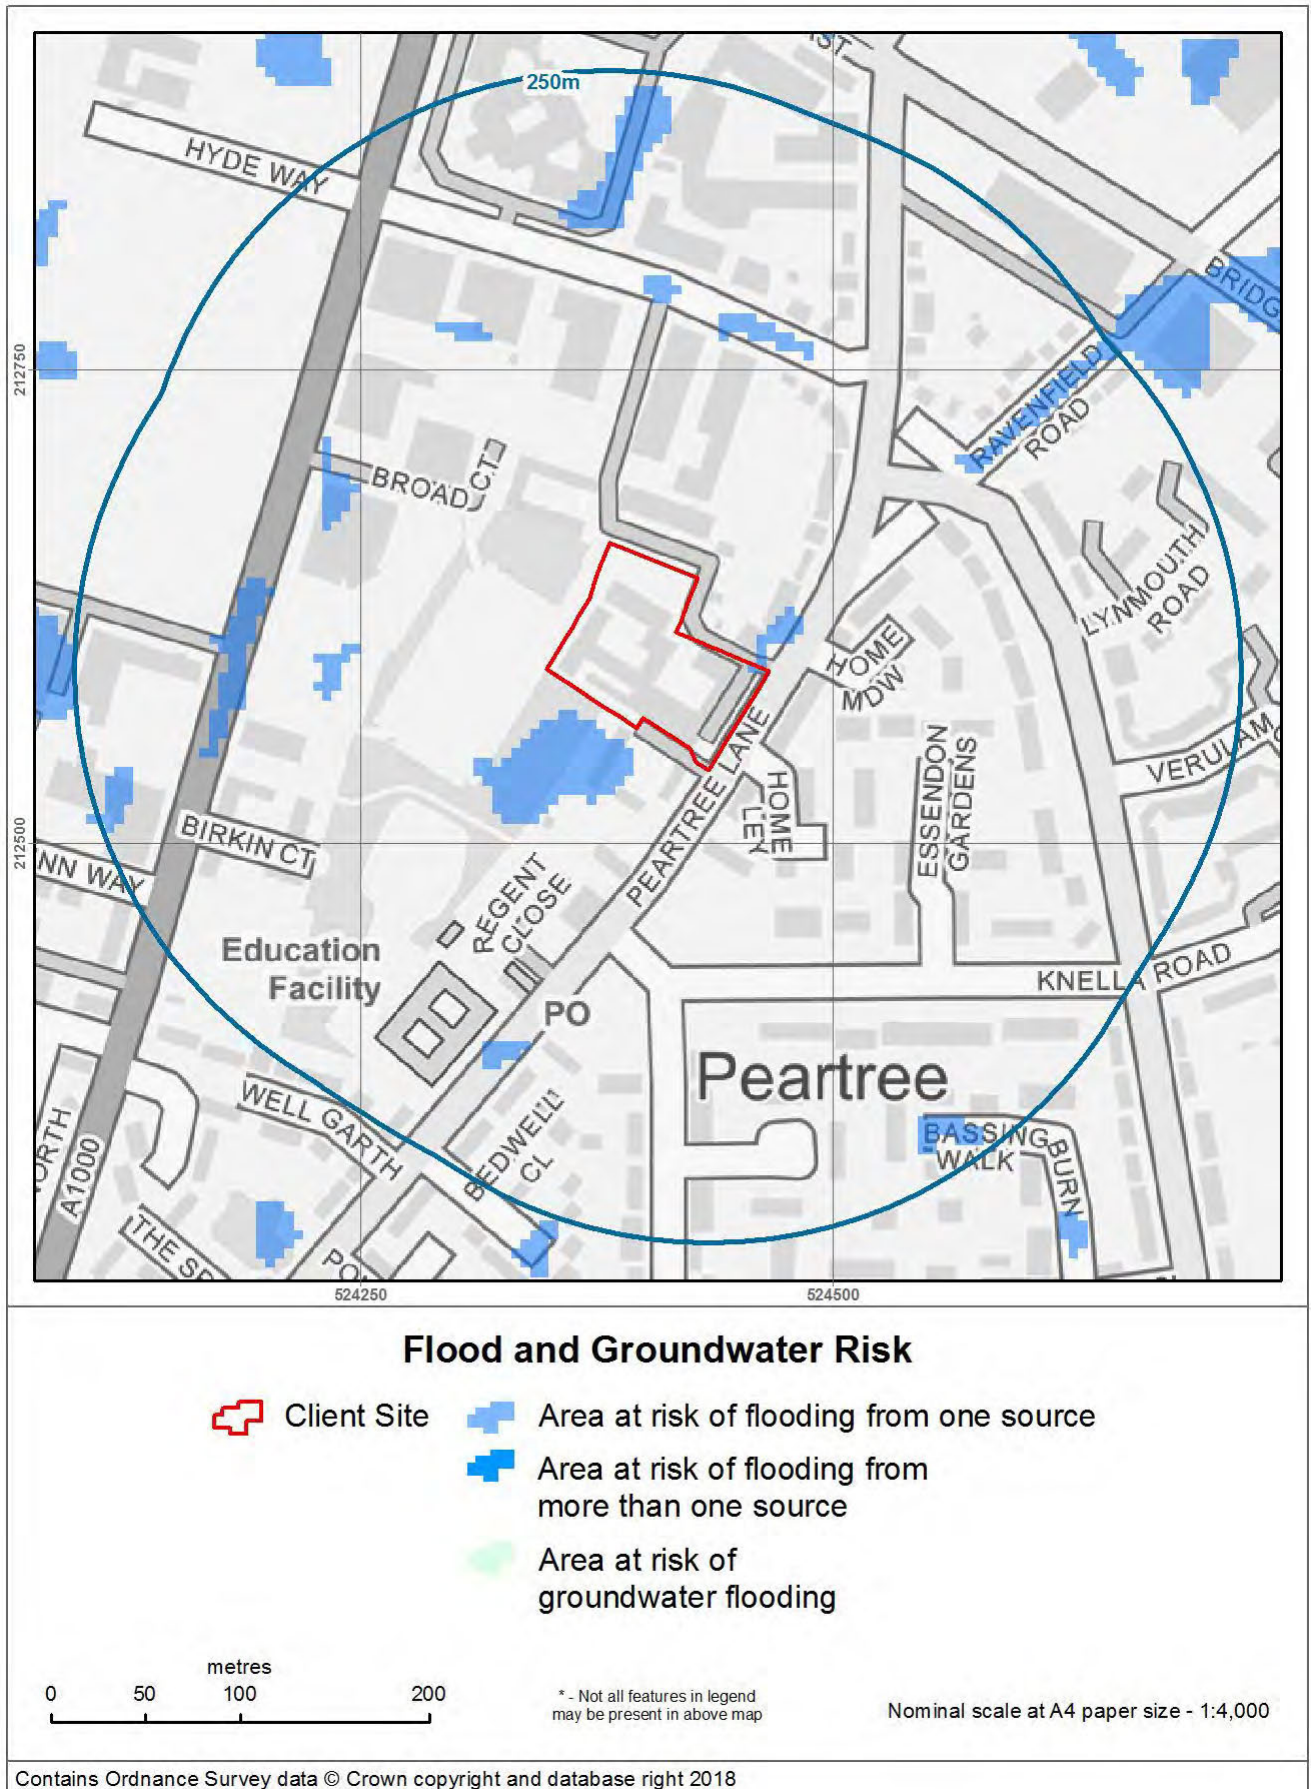 250m
HYDE WAY
BRIDG
212750
RAVENFIELD
ROAD
BROAD
CT
LYNMOUTH
ROAD
HOME
MDW
VERULAM
PEARTREE LANE
HOME
LEY
ESSENDON
GARDENS
212500
BIRKIN CT
NN WAY
REGENT
CLOSE
Education
Facility
KNELLA ROAD
PO
Peartree
WELL GARTH
BEDWELL
CL
BASSING
WALK
BURN
ORTH
A1000
THE SP
524250
524500
Flood and Groundwater Risk
Client Site
Area at risk of flooding from one source
Area at risk of flooding from
more than one source
Area at risk of
groundwater flooding
metres
0 50 100 200
* - Not all features in legend
may be present in above map
Nominal scale at A4 paper size - 1:4,000
Contains Ordnance Survey data © Crown copyright and database right 2018